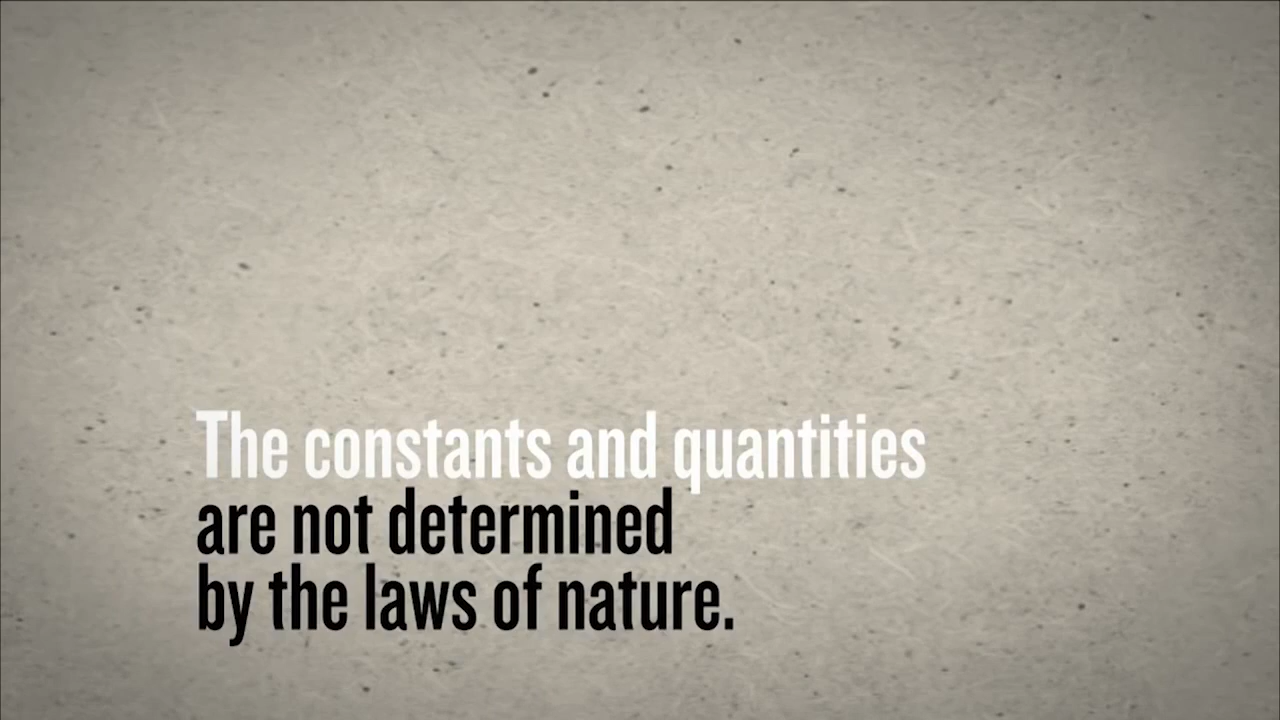 The constants and quantities
are not determined
by the laws of nature.